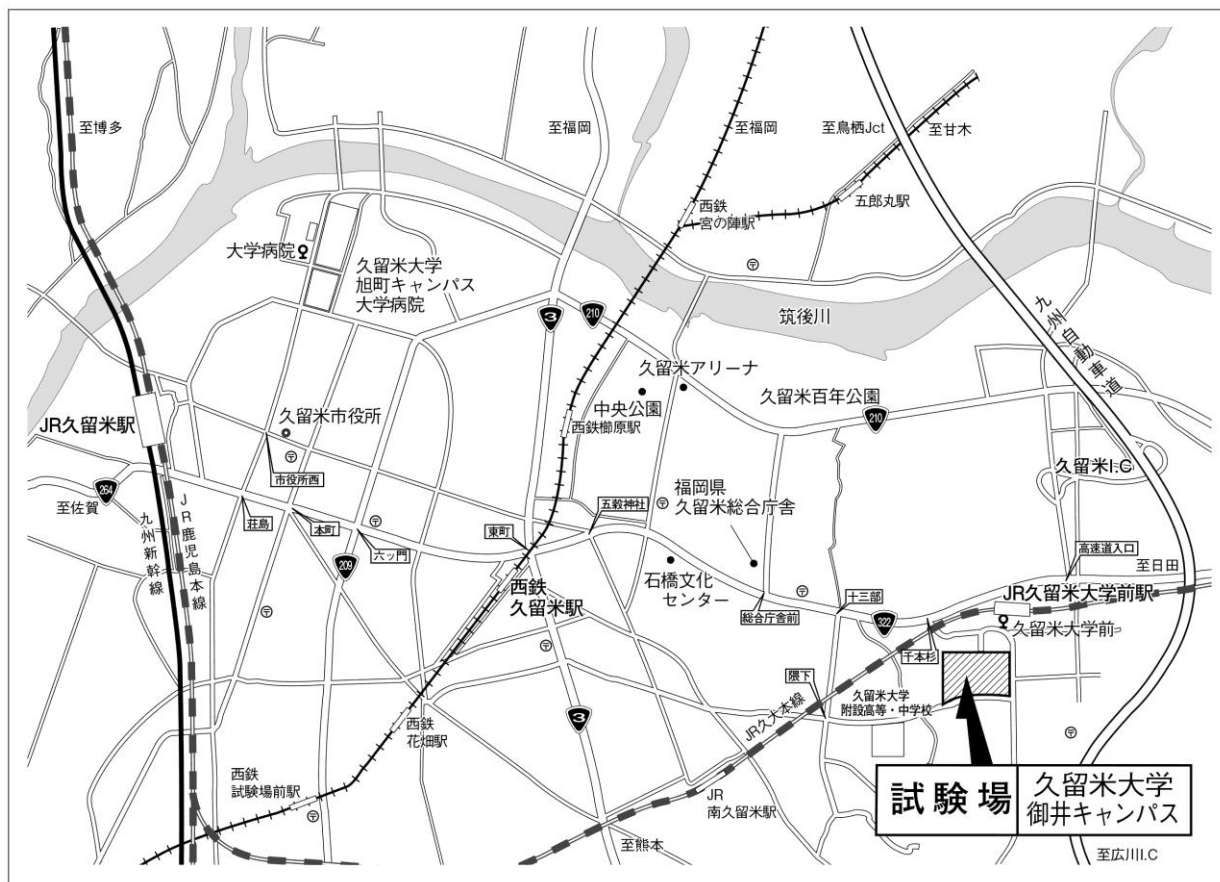 至博多
至福岡
至福岡
至鳥栖Jct
至甘木
五郎丸駅
西鉄
宮の陣駅
大学病院
久留米大学
旭町キャンパス
大学病院
3
210
筑後川
九州自動車道
久留米アリーナ
中央公園
久留米百年公園
210
西鉄櫛原駅
JR久留米駅
久留米市役所
市役所西
264
至佐賀
九州新幹線
JR鹿児島本線
荘島
本町
六ッ門
209
東町
五穀神社
福岡県
久留米総合庁舎
久留米I.C
西鉄
久留米駅
石橋文化
センター
総合庁舎前
十三部
322
高速道入口
至日田
JR久留米大学前駅
久留米大学前
千本杉
隈下
久留米大学
附設高等・中学校
JR久大本線
3
西鉄
花畑駅
西鉄
試験場前駅
JR
南久留米駅
至熊本
試験場
久留米大学
御井キャンパス
至広川I.C